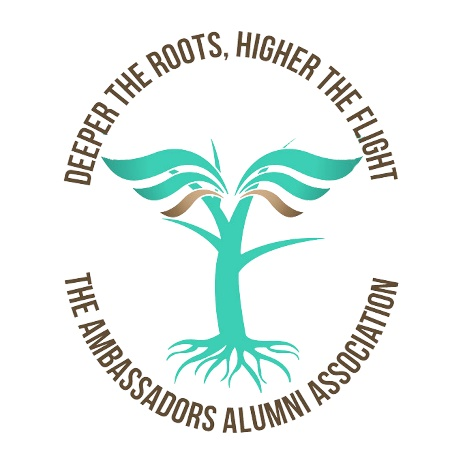 DEEPER THE ROOTS, HIGHER THE FLIGHT
THE AMBASSADORS ALUMNI ASSOCIATION